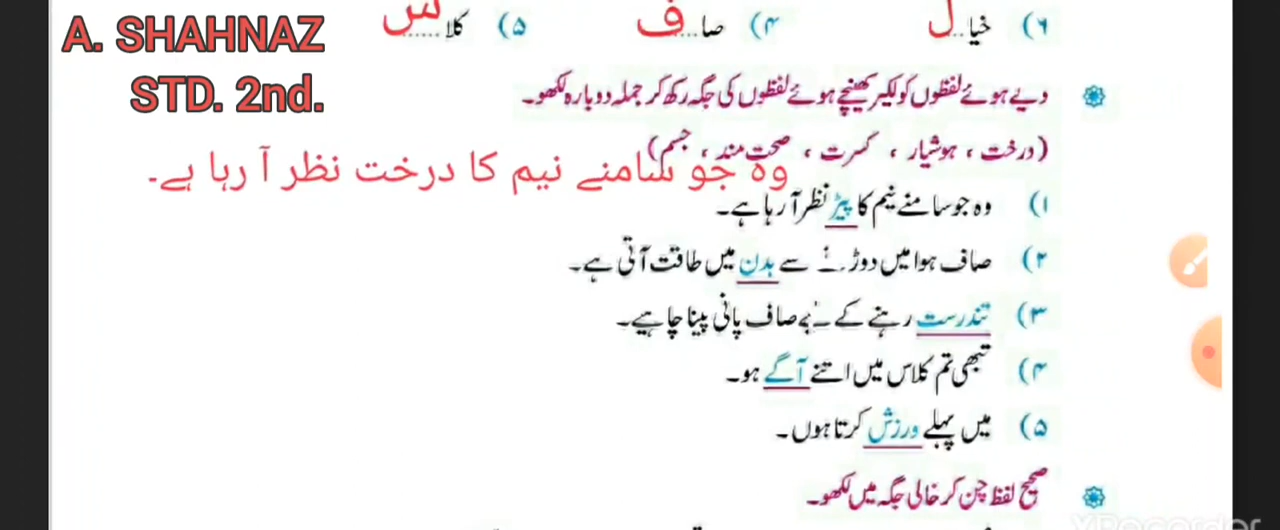 A. SHAHNAZ
STD. 2nd.
۶) خیا..ل ۴) صا...ف ۵) کلا.....س
دیے ہوئے لفظوں کو لکیر کھینچے ہوئے لفظوں کی جگہ رکھ کر جملہ دوبارہ لکھو۔
(درخت ، ہوشیار ، کسرت ، صحت مند ، جسم)
وہ جو سامنے نیم کا درخت نظر آ رہا ہے۔
۱) وہ جو سامنے نیم کا پیڑ نظر آ رہا ہے۔
۲) صاف ہوا میں دوڑنے سے بدن میں طاقت آتی ہے۔
۳) تندرست رہنے کے لیے صاف پانی پینا چاہیے۔
۴) تبھی تم کلاس میں اتنے آگے ہو۔
۵) میں پہلے ورزش کرتا ہوں۔
صحیح لفظ چن کر خالی جگہ میں لکھو۔